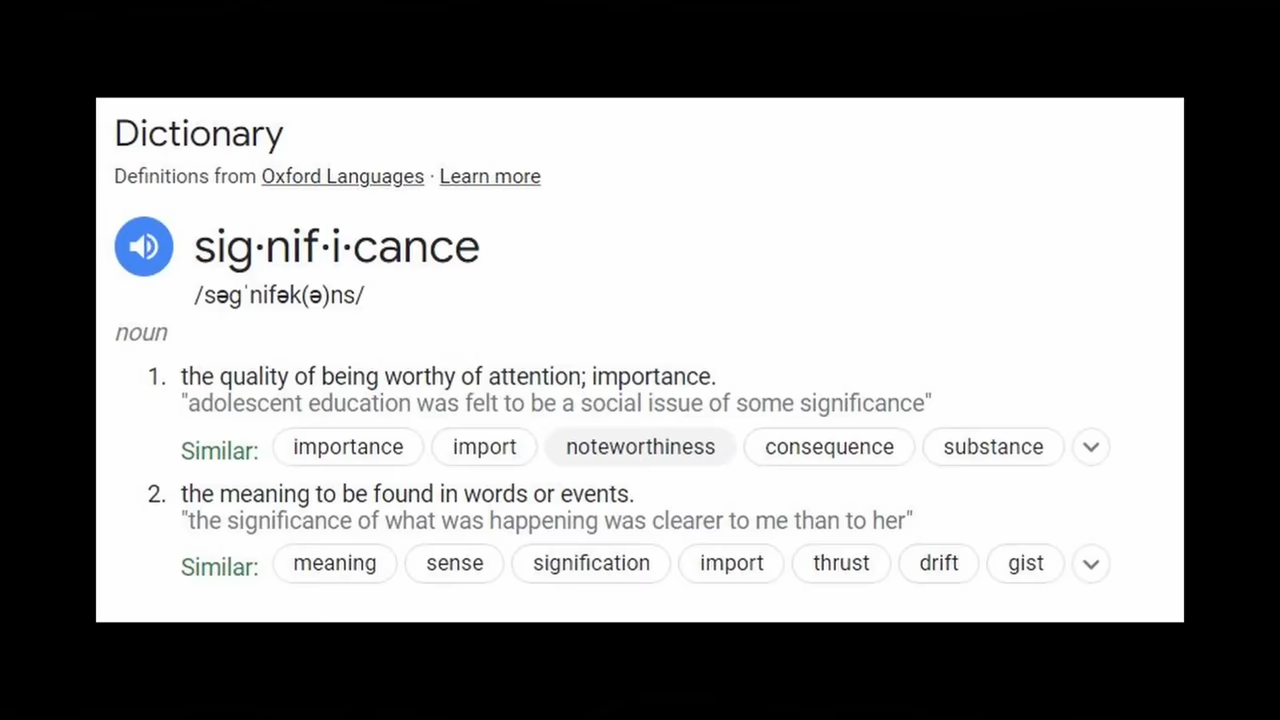 Dictionary
Definitions from Oxford Languages · Learn more
sig·nif·i·cance
/səɡˈnifək(ə)ns/
noun
1. the quality of being worthy of attention; importance.
"adolescent education was felt to be a social issue of some significance"
Similar: importance import noteworthiness consequence substance
2. the meaning to be found in words or events.
"the significance of what was happening was clearer to me than to her"
Similar: meaning sense signification import thrust drift gist